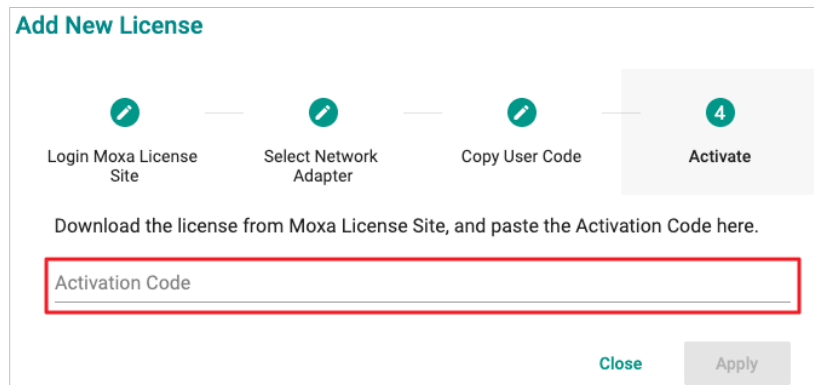 Add New License
4
Login Moxa License
Site
Select Network
Adapter
Copy User Code
Activate
Download the license from Moxa License Site, and paste the Activation Code here.
Activation Code
Close
Apply